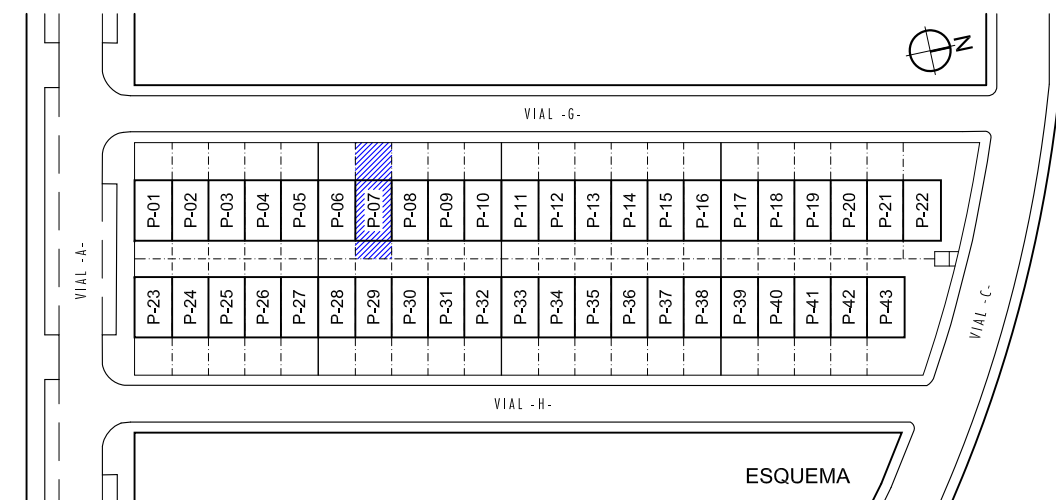 N
VIAL -G-
P-01 P-02 P-03 P-04 P-05 P-06 P-07 P-08 P-09 P-10 P-11 P-12 P-13 P-14 P-15 P-16 P-17 P-18 P-19 P-20 P-21 P-22
VIAL -A-
P-23 P-24 P-25 P-26 P-27 P-28 P-29 P-30 P-31 P-32 P-33 P-34 P-35 P-36 P-37 P-38 P-39 P-40 P-41 P-42 P-43
VIAL -C-
VIAL -H-
ESQUEMA